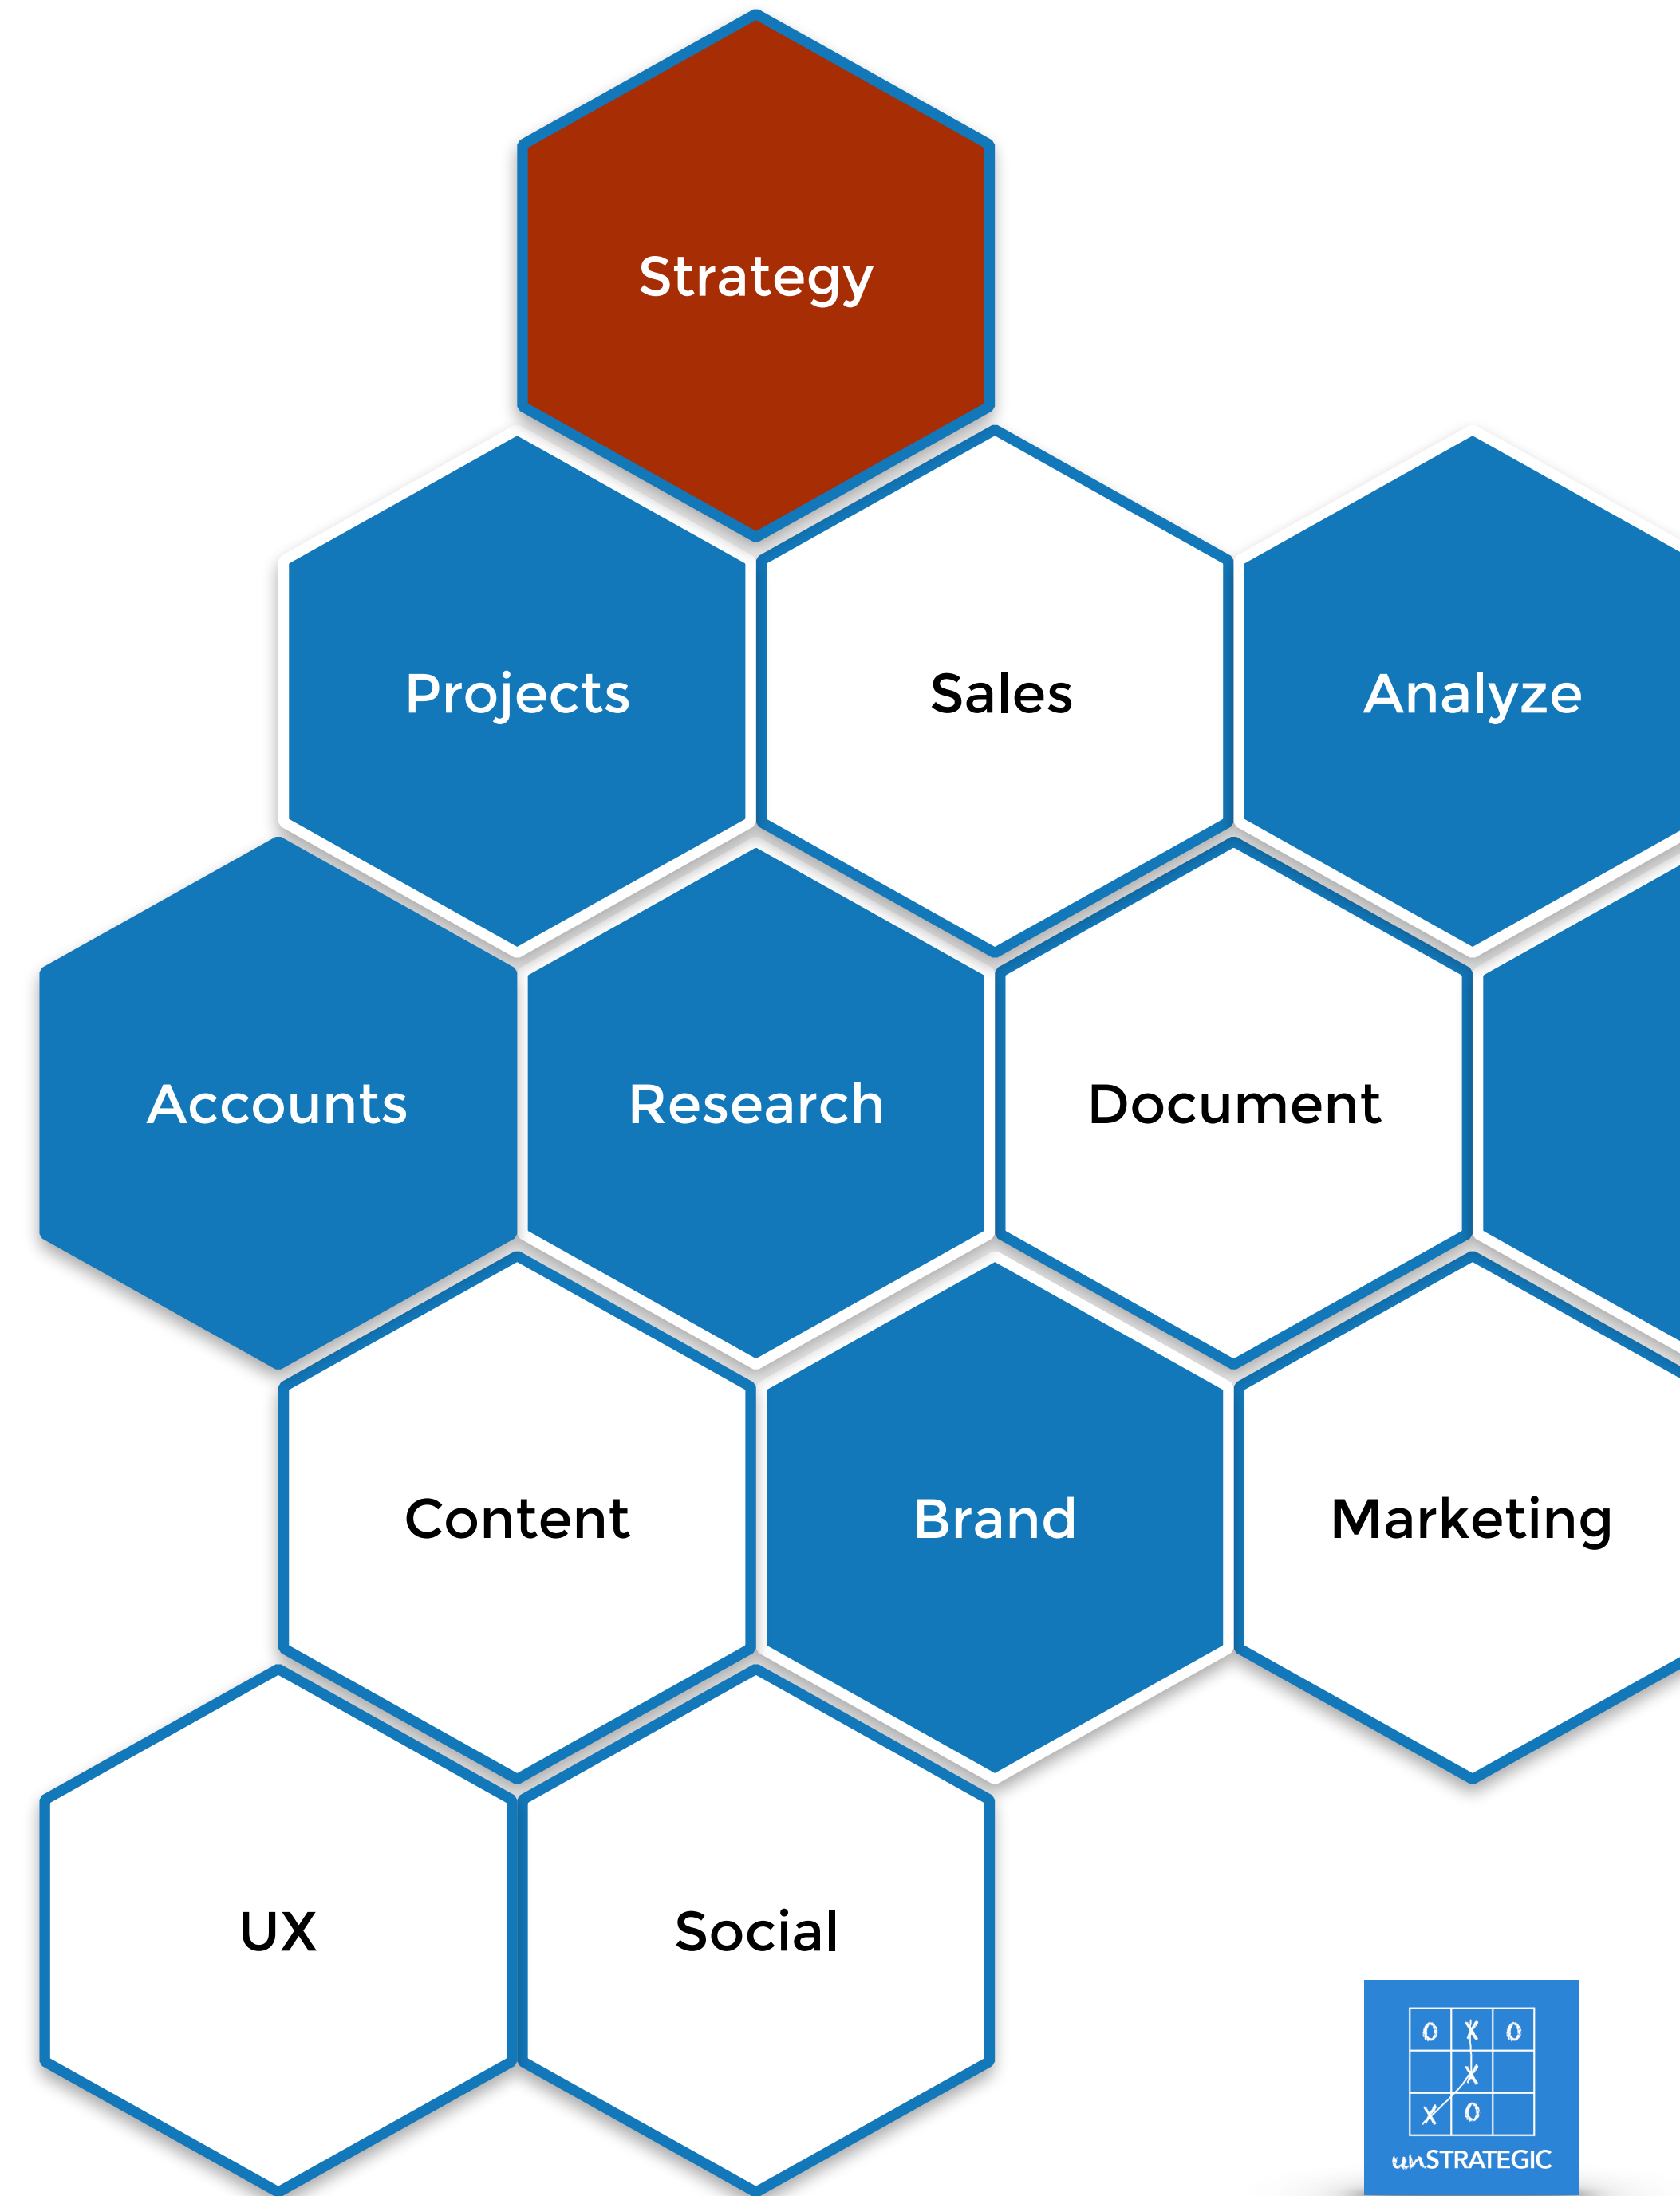 Strategy
Projects
Sales
Analyze
Accounts
Research
Document
Content
Brand
Marketing
UX
Social
O X O
X
X O
unSTRATEGIC